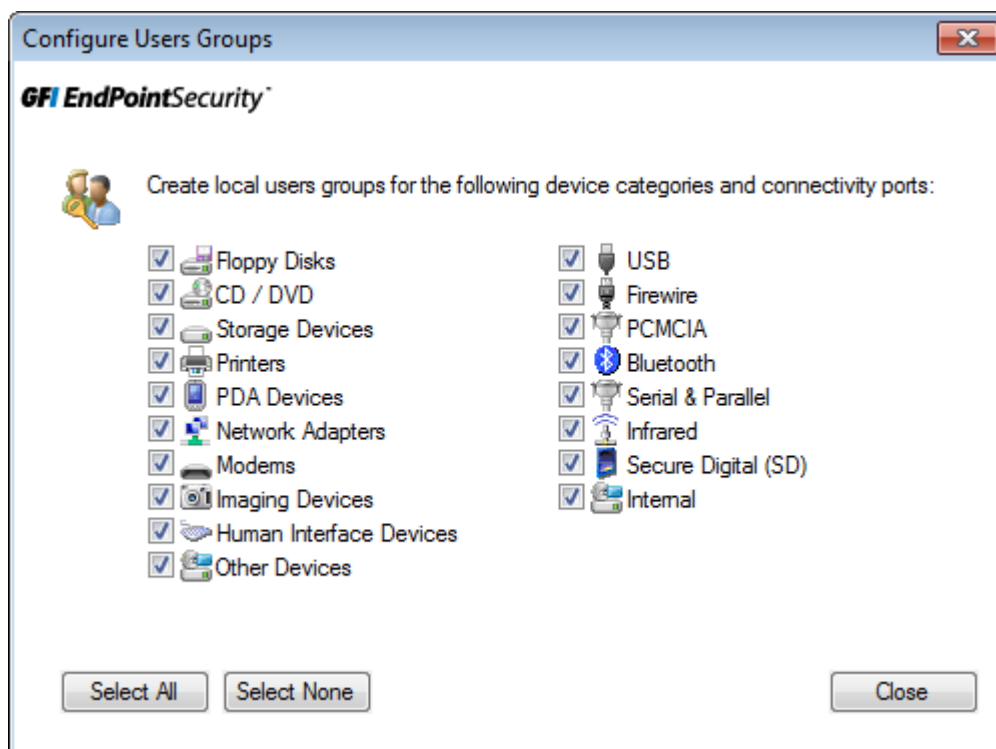 Configure Users Groups
GFI EndPointSecurity™
Create local users groups for the following device categories and connectivity ports:
Floppy Disks
CD / DVD
Storage Devices
Printers
PDA Devices
Network Adapters
Modems
Imaging Devices
Human Interface Devices
Other Devices
USB
Firewire
PCMCIA
Bluetooth
Serial & Parallel
Infrared
Secure Digital (SD)
Internal
Select All
Select None
Close